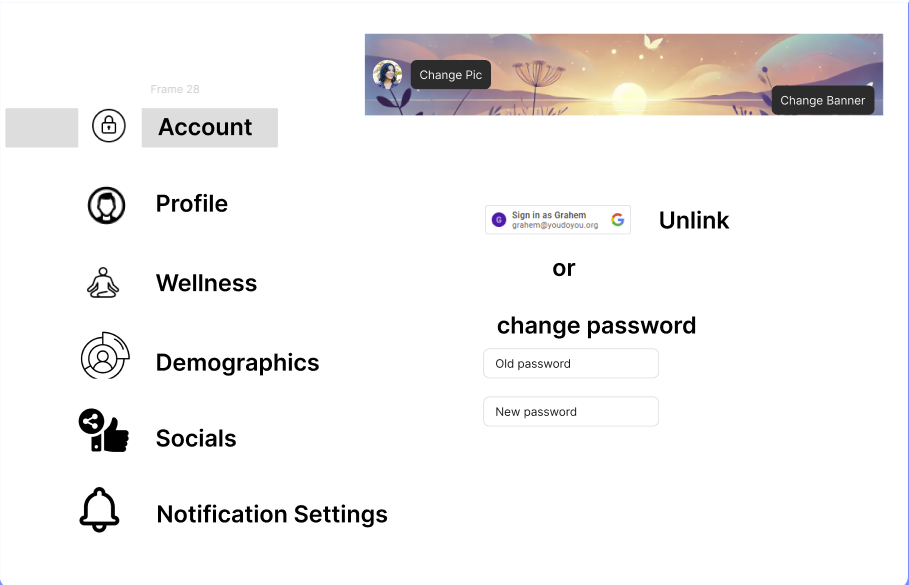 Frame 28
Account
Profile
Wellness
Demographics
Socials
Notification Settings
Change Pic
Change Banner
G
Sign in as Grahem
grahem@youdoyou.org
G
Unlink
or
change password
Old password
New password